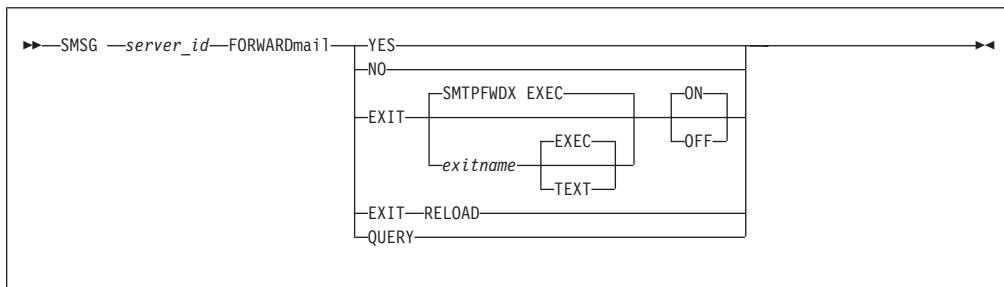 SMSG server_id FORWARDmail YES
NO
SMTPFWDX EXEC ON
EXIT
EXEC OFF
exitname
TEXT
EXIT RELOAD
QUERY